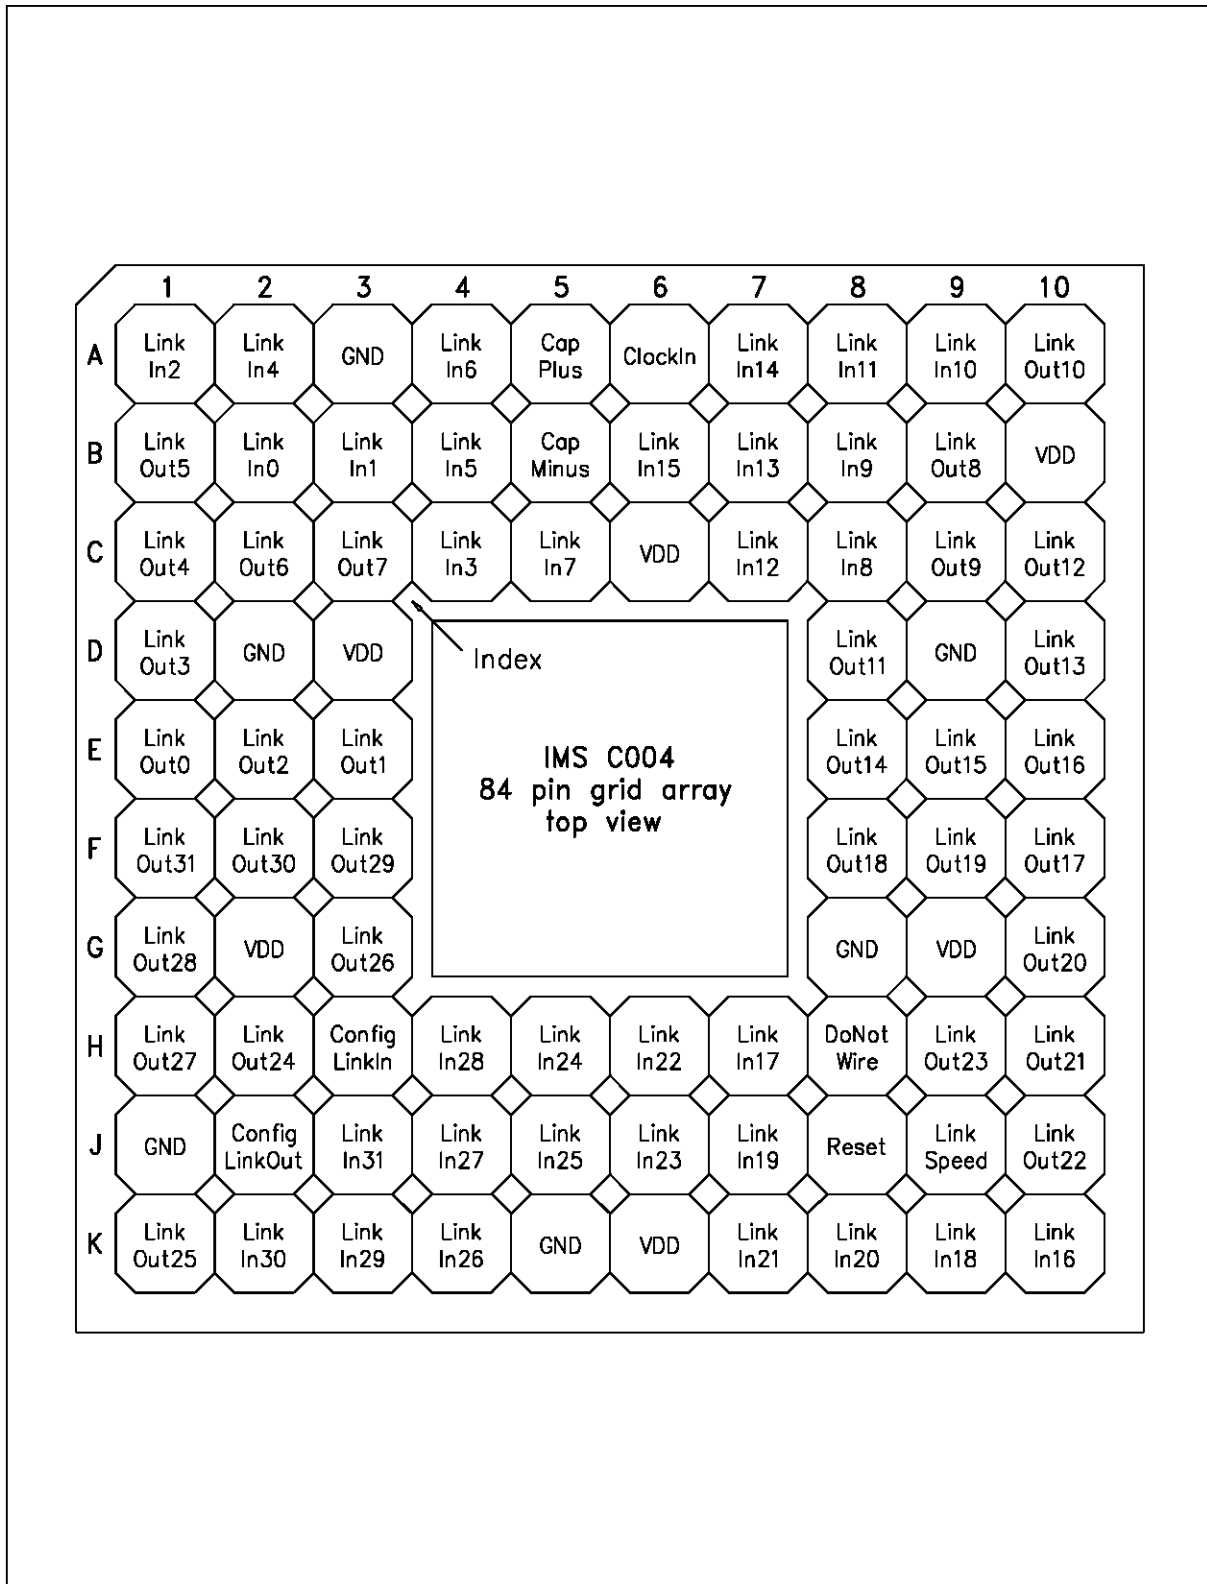 1 2 3 4 5 6 7 8 9 10
A Link Link GND Link Cap ClockIn Link Link Link Link
In2 In4 In6 Plus In14 In11 In10 Out10
B Link Link Link Link Cap Link Link Link Link VDD
Out5 In0 In1 In5 Minus In15 In13 In9 Out8
C Link Link Link Link Link VDD Link Link Link Link
Out4 Out6 Out7 In3 In7 In12 In8 Out9 Out12
D Link GND VDD Link GND Link
Out3 Out11 Out13
Index
E Link Link Link Link Link Link
Out0 Out2 Out1 Out14 Out15 Out16
IMS C004
84 pin grid array
top view
F Link Link Link Link Link Link
Out31 Out30 Out29 Out18 Out19 Out17
G Link VDD Link GND VDD Link
Out28 Out26 Out20
H Link Link Config Link Link Link Link DoNot Link Link
Out27 Out24 LinkIn In28 In24 In22 In17 Wire Out23 Out21
J GND Config Link Link Link Link Link Reset Link Link
LinkOut In31 In27 In25 In23 In19 Speed Out22
K Link Link Link Link GND VDD Link Link Link Link
Out25 In30 In29 In26 In21 In20 In18 In16